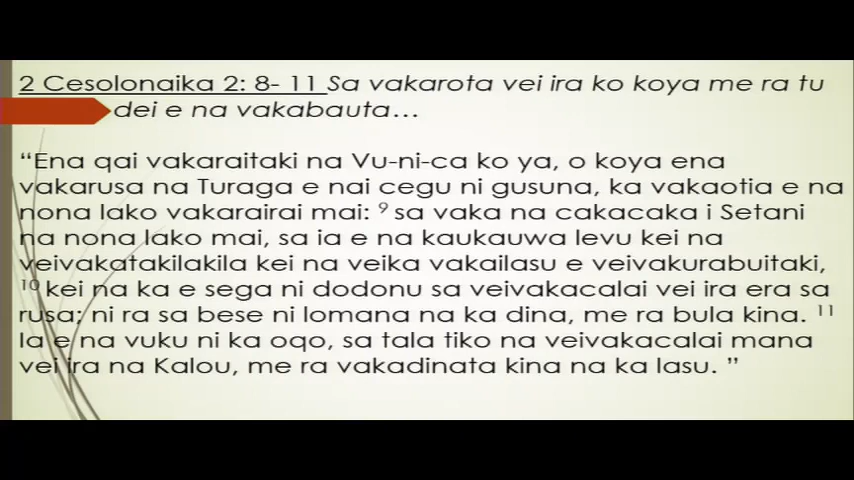 2 Cesolonaika 2: 8- 11 Sa vakarota vei ira ko koya me ra tu
dei e na vakabauta…
“Ena qai vakaraitaki na Vu-ni-ca ko ya, o koya ena
vakarusa na Turaga e nai cegu ni gusuna, ka vakaotia e na
nona lako vakarairai mai: ⁹ sa vaka na cakacaka i Setani
na nona lako mai, sa ia e na kaukauwa levu kei na
veivakatakilakila kei na veika vakailasu e veivakurabuitaki,
¹⁰ kei na ka e sega ni dodonu sa veivakacalai vei ira era sa
rusa; ni ra sa bese ni lomana na ka dina, me ra bula kina. ¹¹
Ia e na vuku ni ka oqo, sa tala tiko na veivakacalai mana
vei ira na Kalou, me ra vakadinata kina na ka lasu. ”